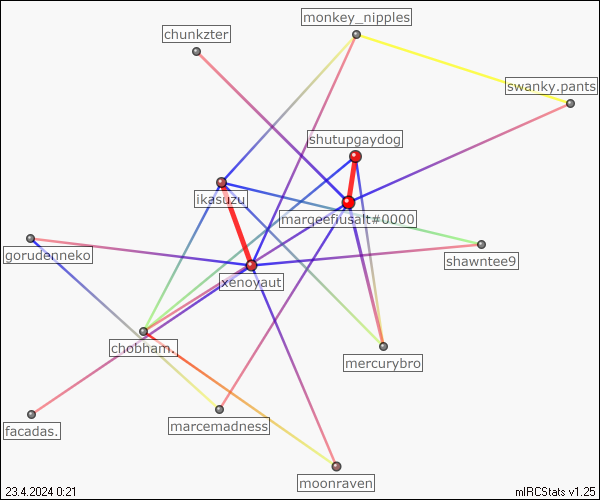 monkey_nipples
chunkzter
swanky.pants
shutupgaydog
ikasuzu
margeefiusalt#0000
gorudenneko
shawntee9
xenoyaut
chobham.
mercurybro
facadas.
marcemadness
moonraven
23.4.2024 0:21
mIRCStats v1.25